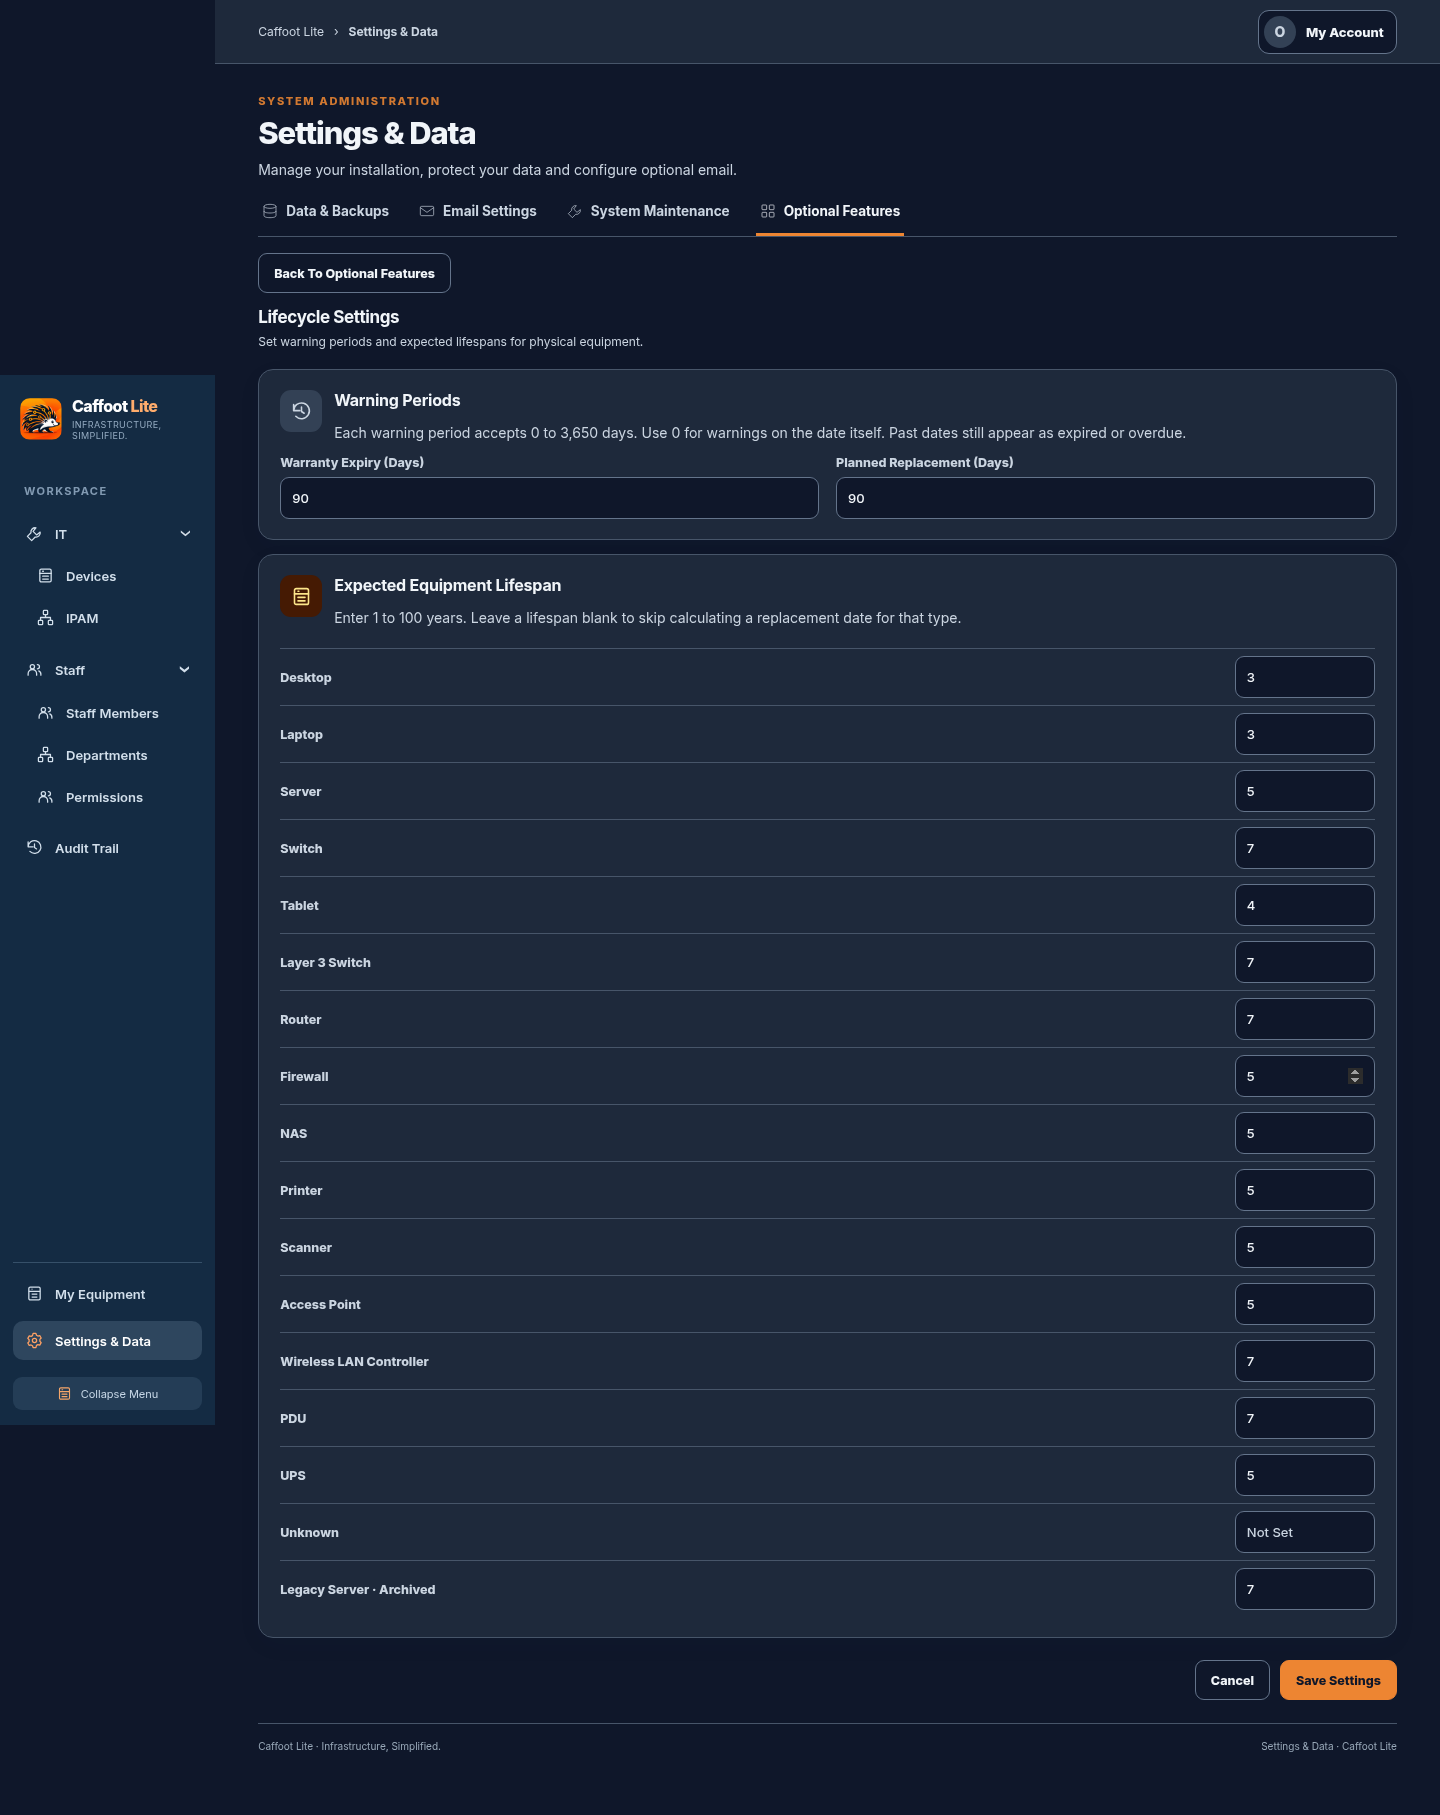 Caffoot Lite › Settings & Data
O My Account
SYSTEM ADMINISTRATION
Settings & Data
Manage your installation, protect your data and configure optional email.
Data & Backups Email Settings System Maintenance Optional Features
Back To Optional Features
Lifecycle Settings
Set warning periods and expected lifespans for physical equipment.
Caffoot Lite
INFRASTRUCTURE,
SIMPLIFIED.
WORKSPACE
IT
Devices
IPAM
Staff
Staff Members
Departments
Permissions
Audit Trail
My Equipment
Settings & Data
Collapse Menu
Warning Periods
Each warning period accepts 0 to 3,650 days. Use 0 for warnings on the date itself. Past dates still appear as expired or overdue.
Warranty Expiry (Days) Planned Replacement (Days)
90 90
Expected Equipment Lifespan
Enter 1 to 100 years. Leave a lifespan blank to skip calculating a replacement date for that type.
Desktop 3
Laptop 3
Server 5
Switch 7
Tablet 4
Layer 3 Switch 7
Router 7
Firewall 5
NAS 5
Printer 5
Scanner 5
Access Point 5
Wireless LAN Controller 7
PDU 7
UPS 5
Unknown Not Set
Legacy Server · Archived 7
Cancel Save Settings
Caffoot Lite · Infrastructure, Simplified. Settings & Data · Caffoot Lite